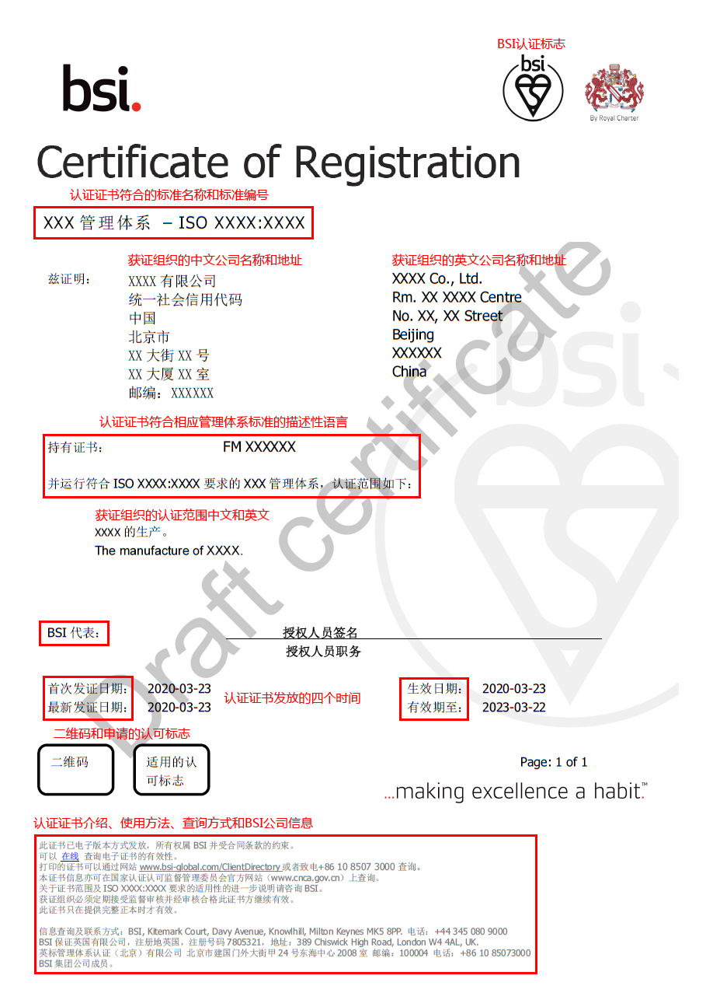 BSI认证标志
bsi.
bsi
By Royal Charter
Certificate of Registration
认证证书符合的标准名称和标准编号
XXX 管理体系 – ISO XXXX:XXXX
获证组织的中文公司名称和地址
获证组织的英文公司名称和地址
兹证明：
XXXX 有限公司
统一社会信用代码
中国
北京市
XX 大街 XX 号
XX 大厦 XX 室
邮编：XXXXXX
XXXX Co., Ltd.
Rm. XX XXXX Centre
No. XX, XX Street
Beijing
XXXXXX
China
bsi
Draft certificate
认证证书符合相应管理体系标准的描述性语言
持有证书： FM XXXXXX
并运行符合 ISO XXXX:XXXX 要求的 XXX 管理体系，认证范围如下：
获证组织的认证范围中文和英文
XXXX 的生产。
The manufacture of XXXX.
BSI 代表：
授权人员签名
授权人员职务
首次发证日期： 2020-03-23
最新发证日期： 2020-03-23
认证证书发放的四个时间
生效日期： 2020-03-23
有效期至： 2023-03-22
二维码和申请的认可标志
二维码
适用的认
可标志
Page: 1 of 1
...making excellence a habit.™
认证证书介绍、使用方法、查询方式和BSI公司信息
此证书已电子版本方式发放，所有权属 BSI 并受合同条款的约束。
可以 在线 查询电子证书的有效性。
打印的证书可以通过网站 www.bsi-global.com/ClientDirectory 或者致电+86 10 8507 3000 查询。
本证书信息亦可在国家认证认可监督管理委员会官方网站（www.cnca.gov.cn）上查询。
关于证书范围及 ISO XXXX:XXXX 要求的适用性的进一步说明请咨询 BSI。
获证组织必须定期接受监督审核并经审核合格此证书方继续有效。
此证书只在提供完整正本时才有效。
信息查询及联系方式：BSI, Kitemark Court, Davy Avenue, Knowlhill, Milton Keynes MK5 8PP. 电话：+44 345 080 9000
BSI 保证英国有限公司，注册地英国，注册号码 7805321，地址：389 Chiswick High Road, London W4 4AL, UK.
英标管理体系认证（北京）有限公司 北京市建国门外大街甲 24 号东海中心 2008 室 邮编：100004 电话：+86 10 85073000
BSI 集团公司成员。